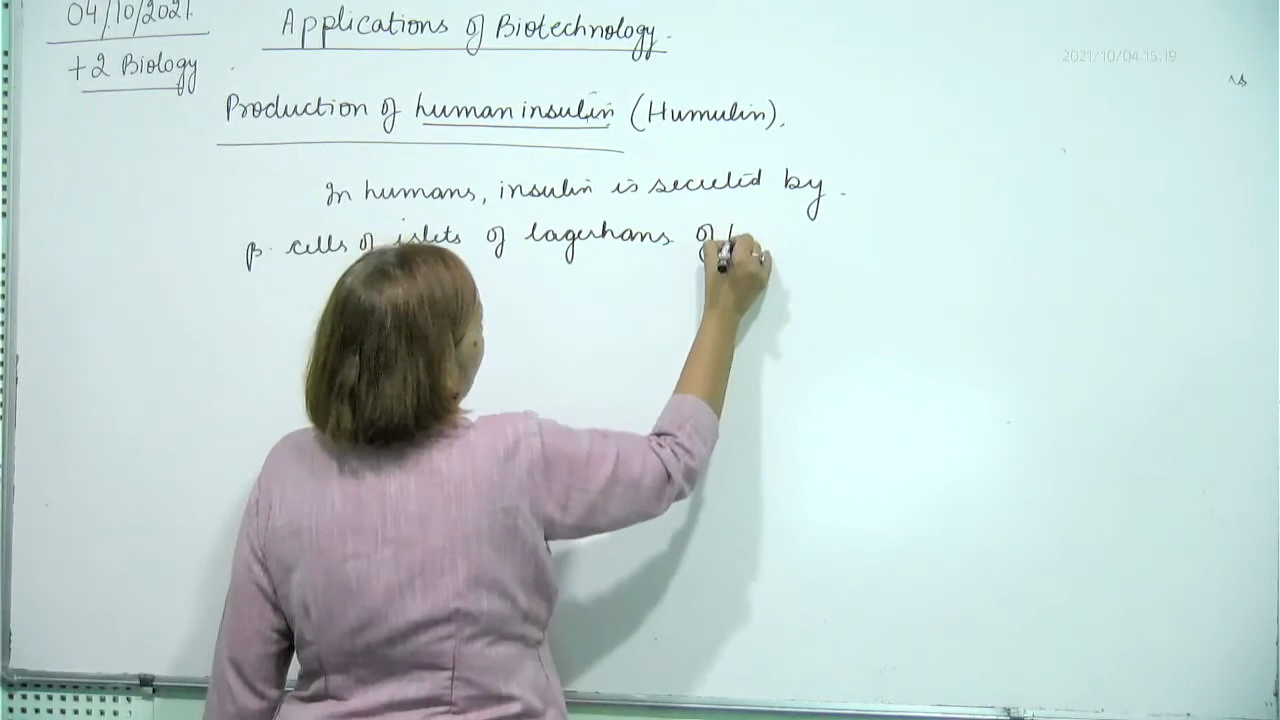 04/10/2021.
+2 Biology
Applications of Biotechnology.
2021/10/04 15:19
Production of human insulin (Humulin).
In humans, insulin is secreted by
β cells of islets of lagerhans of